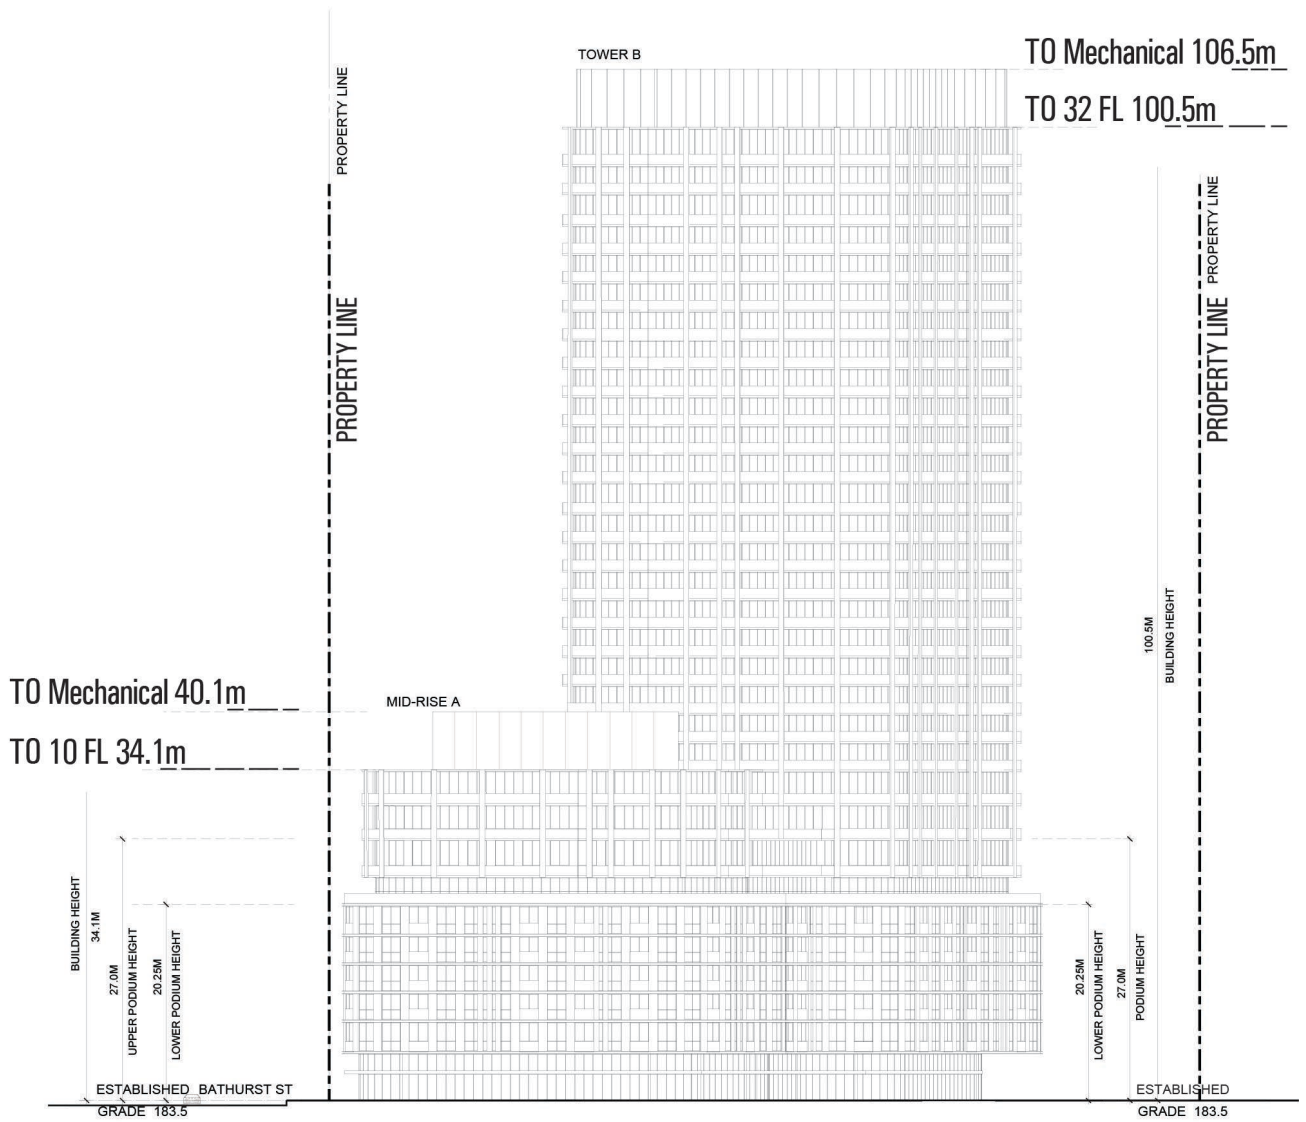 TOWER B
TO Mechanical 106.5m
TO 32 FL 100.5m
PROPERTY LINE
PROPERTY LINE
PROPERTY LINE
PROPERTY LINE
100.5M
BUILDING HEIGHT
TO Mechanical 40.1m
MID-RISE A
TO 10 FL 34.1m
BUILDING HEIGHT
34.1M
27.0M
UPPER PODIUM HEIGHT
20.25M
LOWER PODIUM HEIGHT
20.25M
LOWER PODIUM HEIGHT
27.0M
PODIUM HEIGHT
ESTABLISHED BATHURST ST
GRADE 183.5
ESTABLISHED
GRADE 183.5